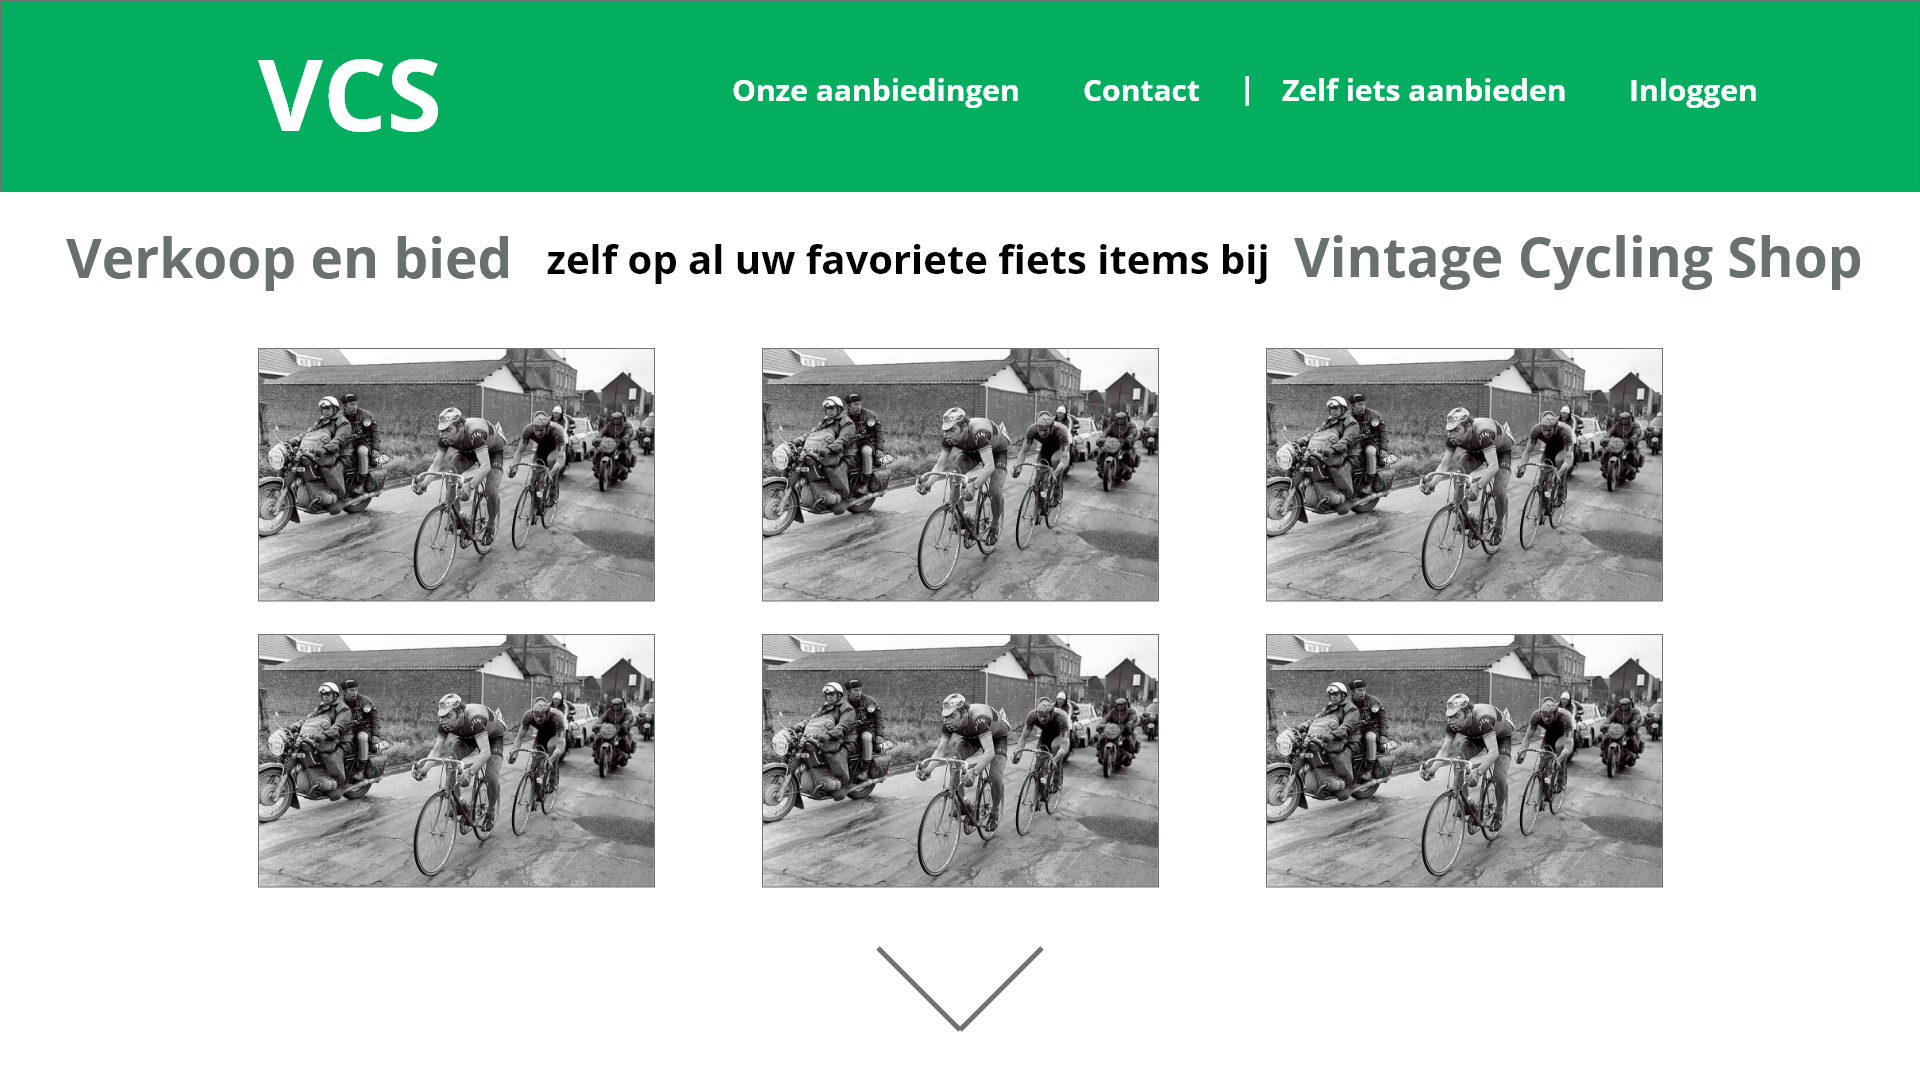 VCS
Onze aanbiedingen Contact | Zelf iets aanbieden Inloggen
Verkoop en bied zelf op al uw favoriete fiets items bij Vintage Cycling Shop